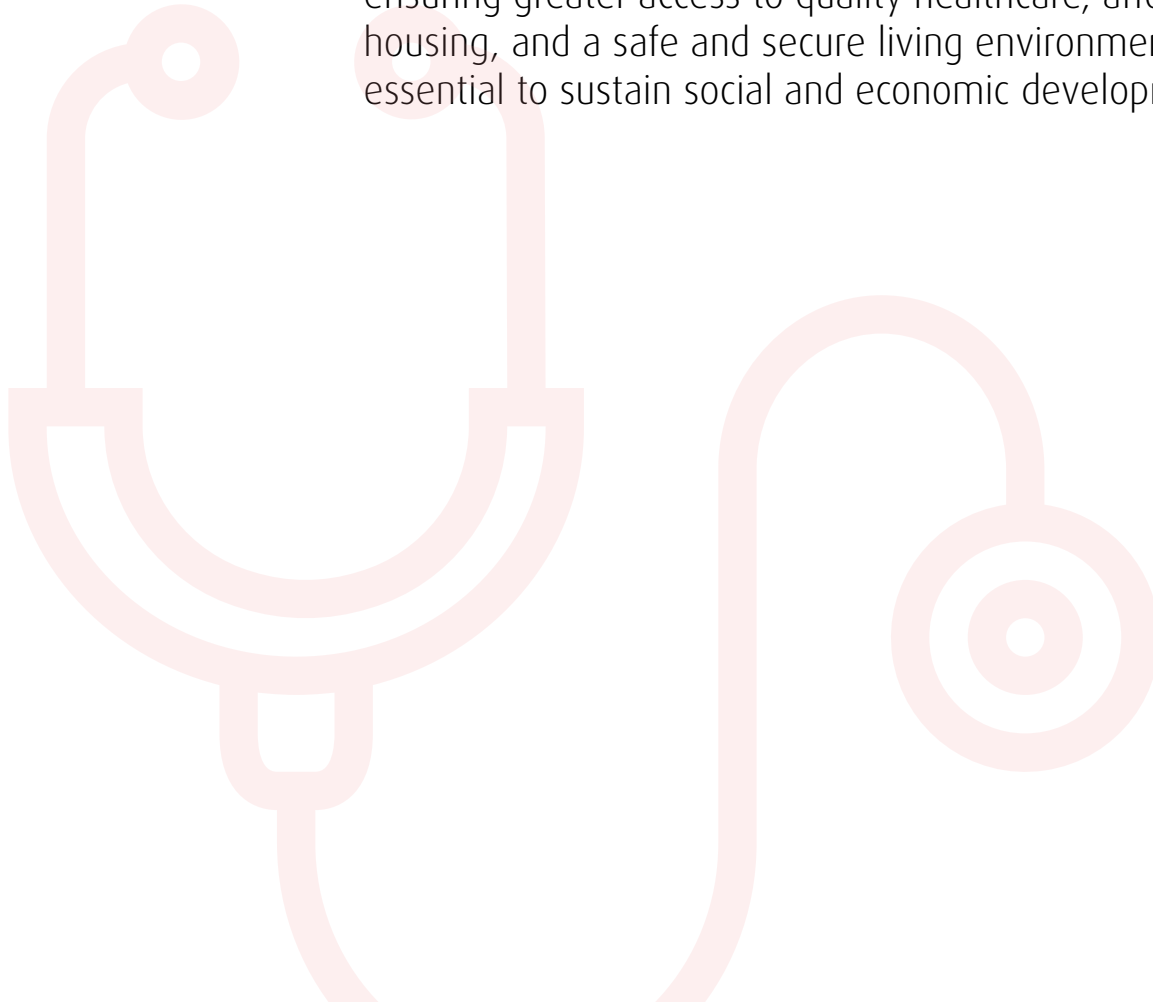 ensuring greater access to quality healthcare,
housing, and a safe and secure living
essential to sustain social and economic